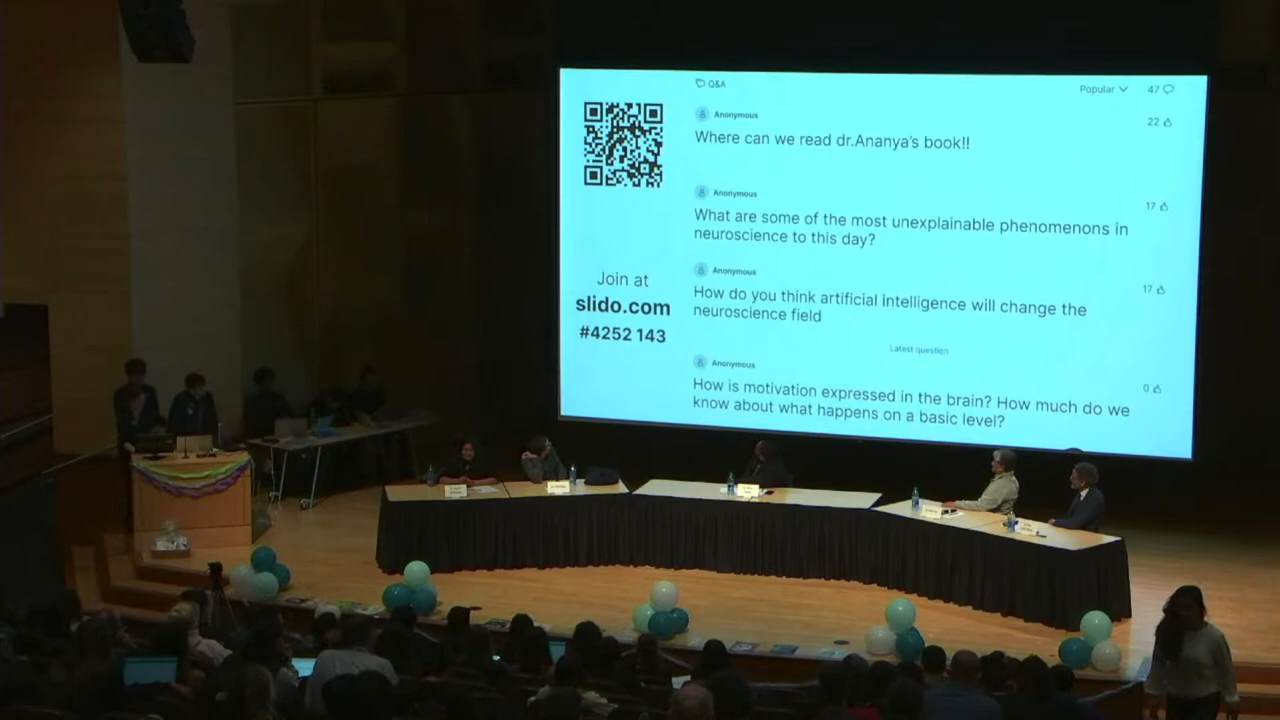 Q&A
Popular
47
Anonymous
22
Where can we read dr.Ananya's book!!
Anonymous
17
What are some of the most unexplainable phenomenons in
neuroscience to this day?
Anonymous
17
How do you think artificial intelligence will change the
neuroscience field
Latest question
Anonymous
0
How is motivation expressed in the brain? How much do we
know about what happens on a basic level?
Join at
slido.com
#4252 143